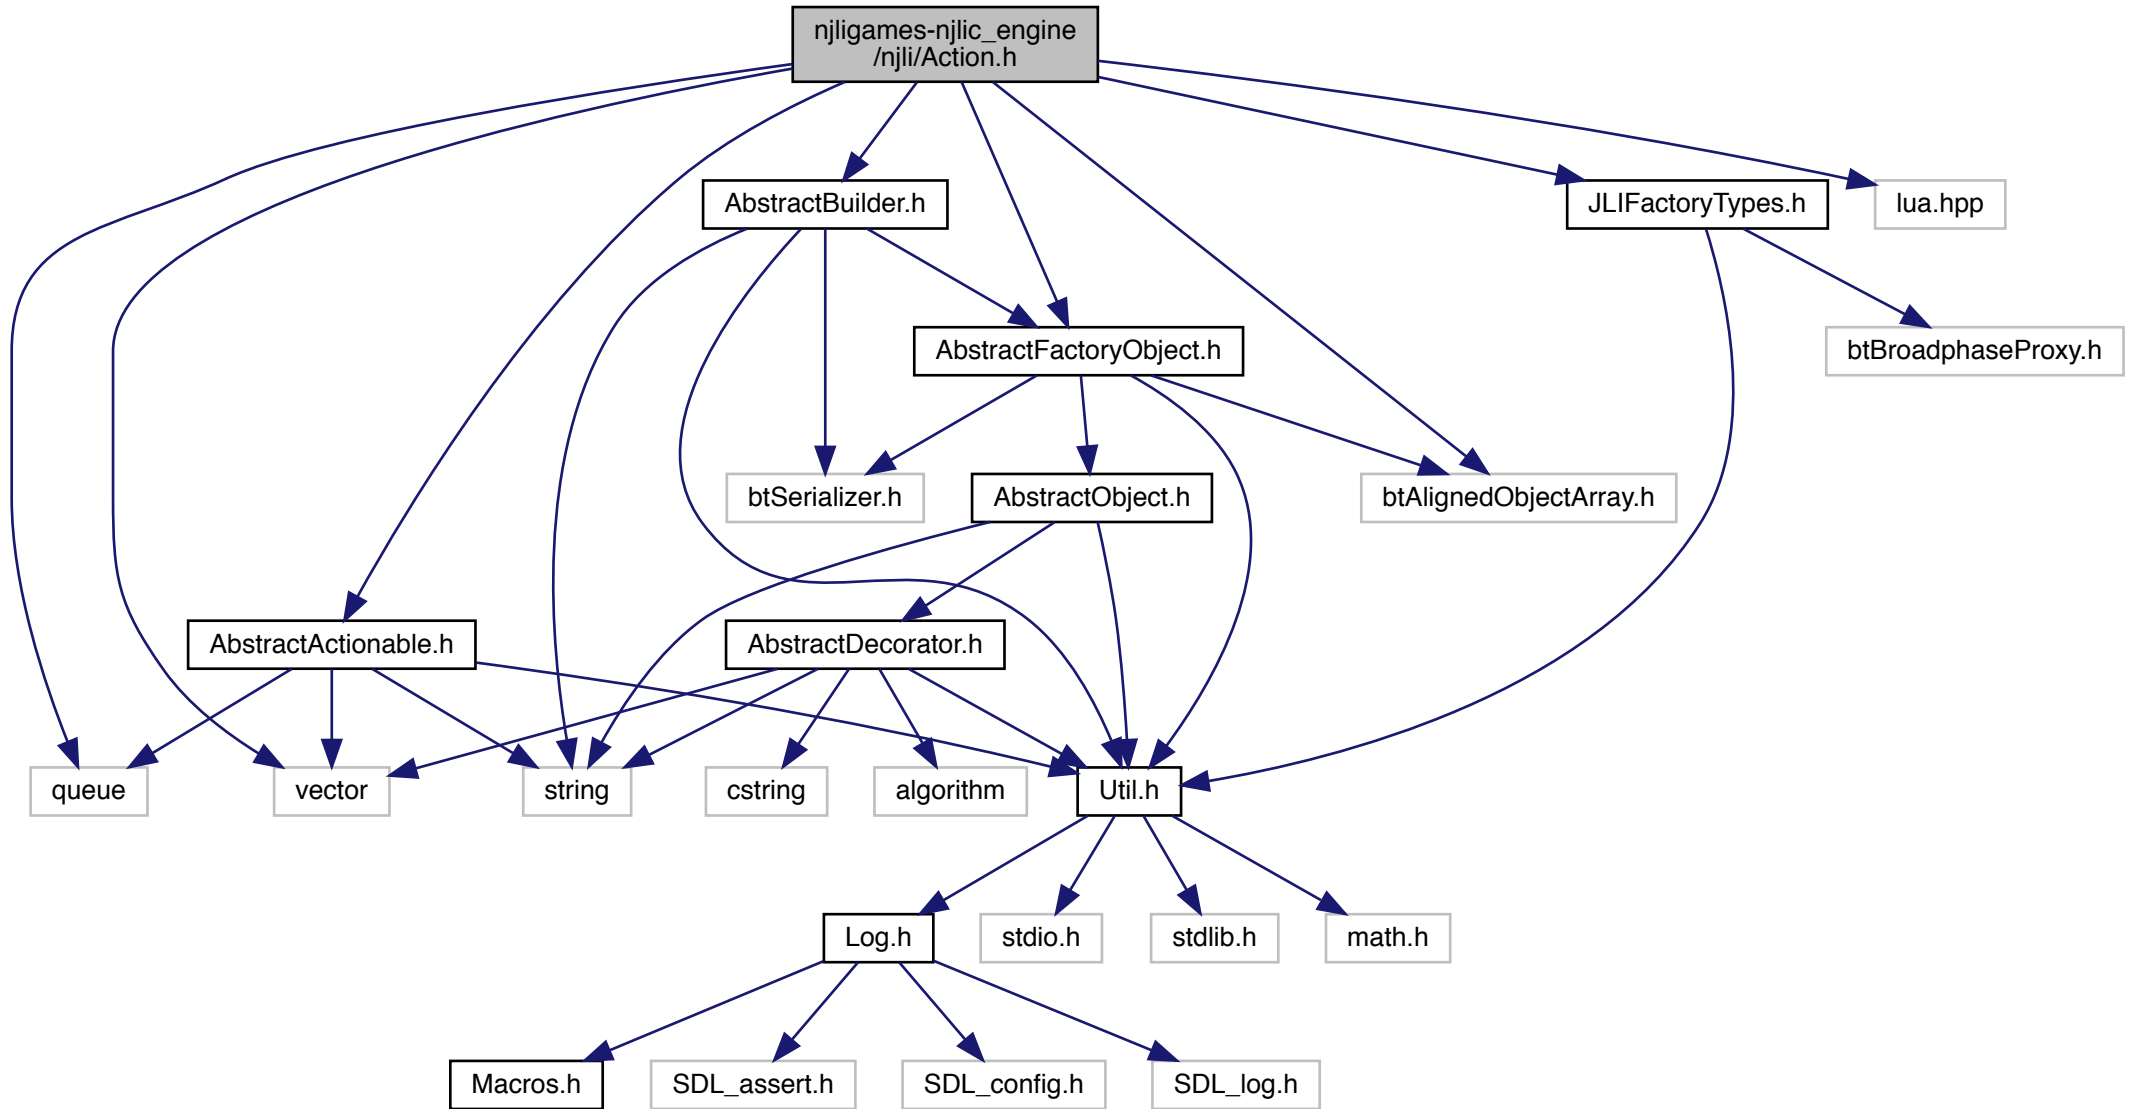 njligames-njlic_engine
/njli/Action.h
AbstractBuilder.h
JLIFactoryTypes.h
lua.hpp
AbstractFactoryObject.h
btBroadphaseProxy.h
btSerializer.h
AbstractObject.h
btAlignedObjectArray.h
AbstractActionable.h
AbstractDecorator.h
queue
vector
string
cstring
algorithm
Util.h
Log.h
stdio.h
stdlib.h
math.h
Macros.h
SDL_assert.h
SDL_config.h
SDL_log.h